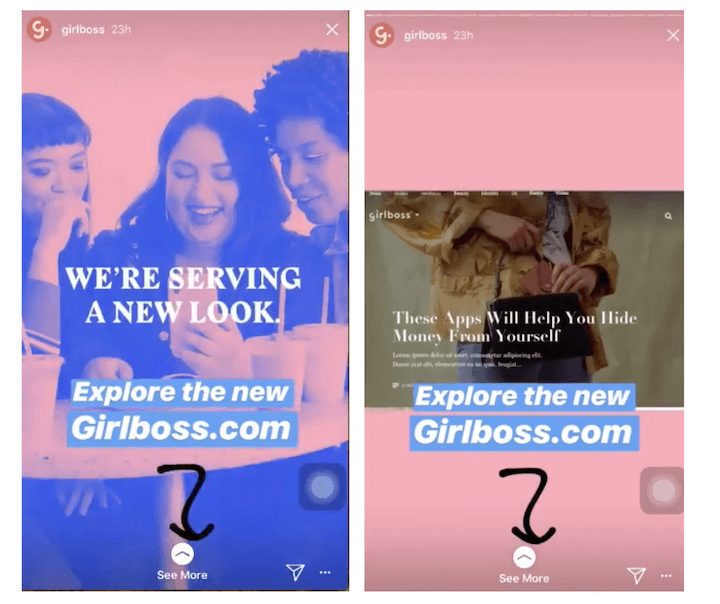 girlboss 23h
WE'RE SERVING
A NEW LOOK.
Explore the new
Girlboss.com
See More
girlboss 23h
girlboss
These Apps Will Help You Hide
Money From Yourself
Lorem ipsum dolor sit amet, consectetur adipiscing elit.
Donec erat elit, elementum eu mi quis, feugiat...
Explore the new
Girlboss.com
See More